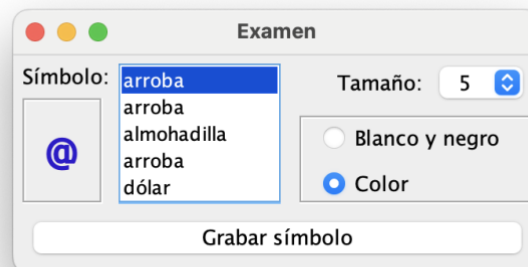 Examen
Símbolo:
@
arroba
arroba
almohadilla
arroba
dólar
Tamaño: 5
Blanco y negro
Color
Grabar símbolo